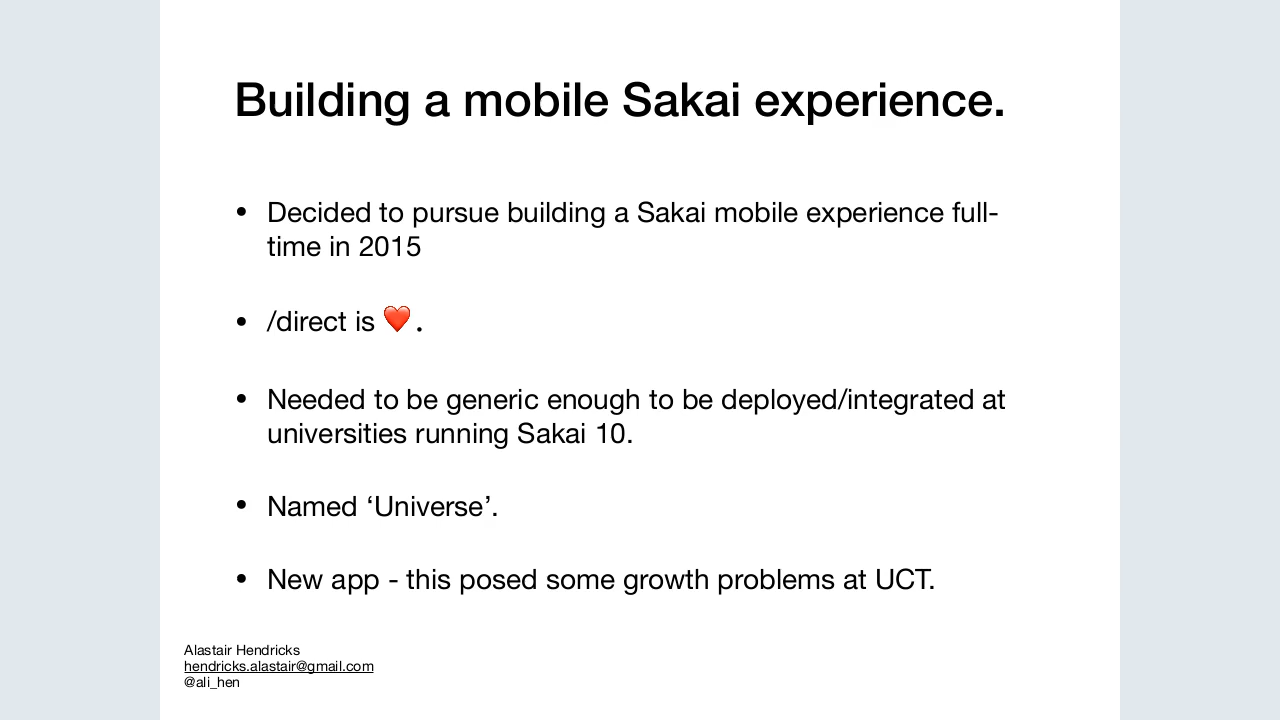 Building a mobile Sakai experience.
• Decided to pursue building a Sakai mobile experience full-
time in 2015
• /direct is ❤️.
• Needed to be generic enough to be deployed/integrated at
universities running Sakai 10.
• Named ‘Universe’.
• New app - this posed some growth problems at UCT.
Alastair Hendricks
hendricks.alastair@gmail.com
@ali_hen